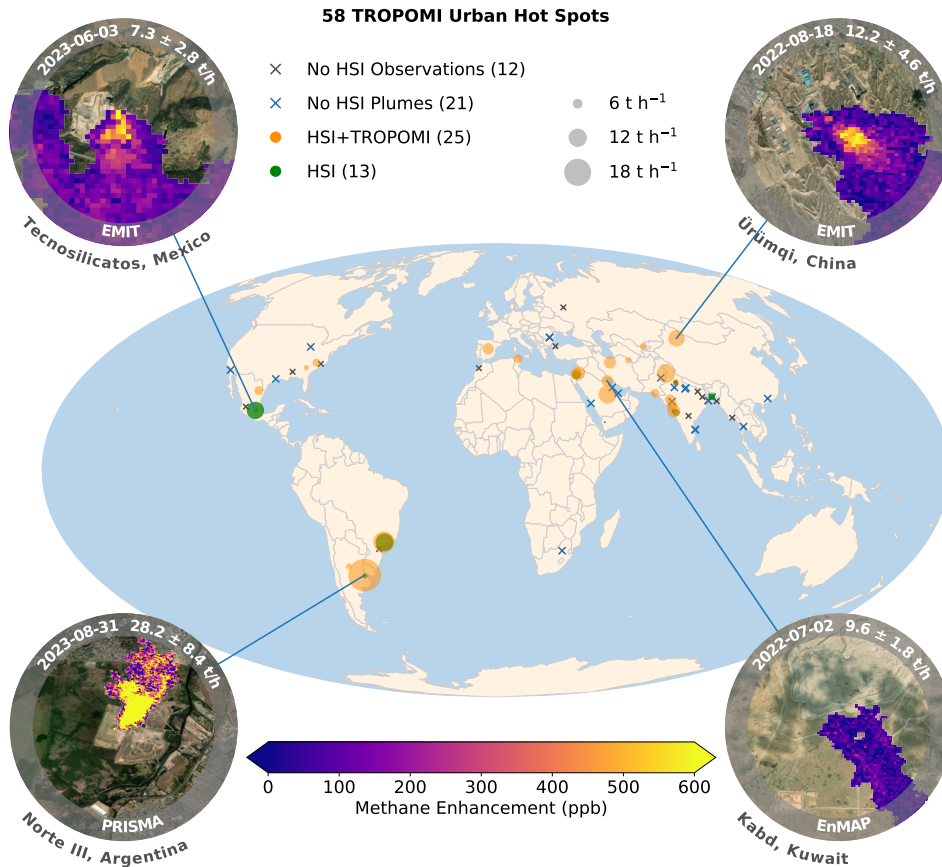 58 TROPOMI Urban Hot Spots
No HSI Observations (12)
No HSI Plumes (21)
HSI+TROPOMI (25)
HSI (13)
6 t h⁻¹
12 t h⁻¹
18 t h⁻¹
2023-06-03 7.3 ± 2.8 t/h
EMIT
Tecnosilicatos, Mexico
2022-08-18 12.2 ± 4.6 t/h
EMIT
Ürümqi, China
2023-08-31 28.2 ± 8.4 t/h
PRISMA
Norte III, Argentina
2022-07-02 9.6 ± 1.8 t/h
EnMAP
Kabd, Kuwait
0 100 200 300 400 500 600
Methane Enhancement (ppb)